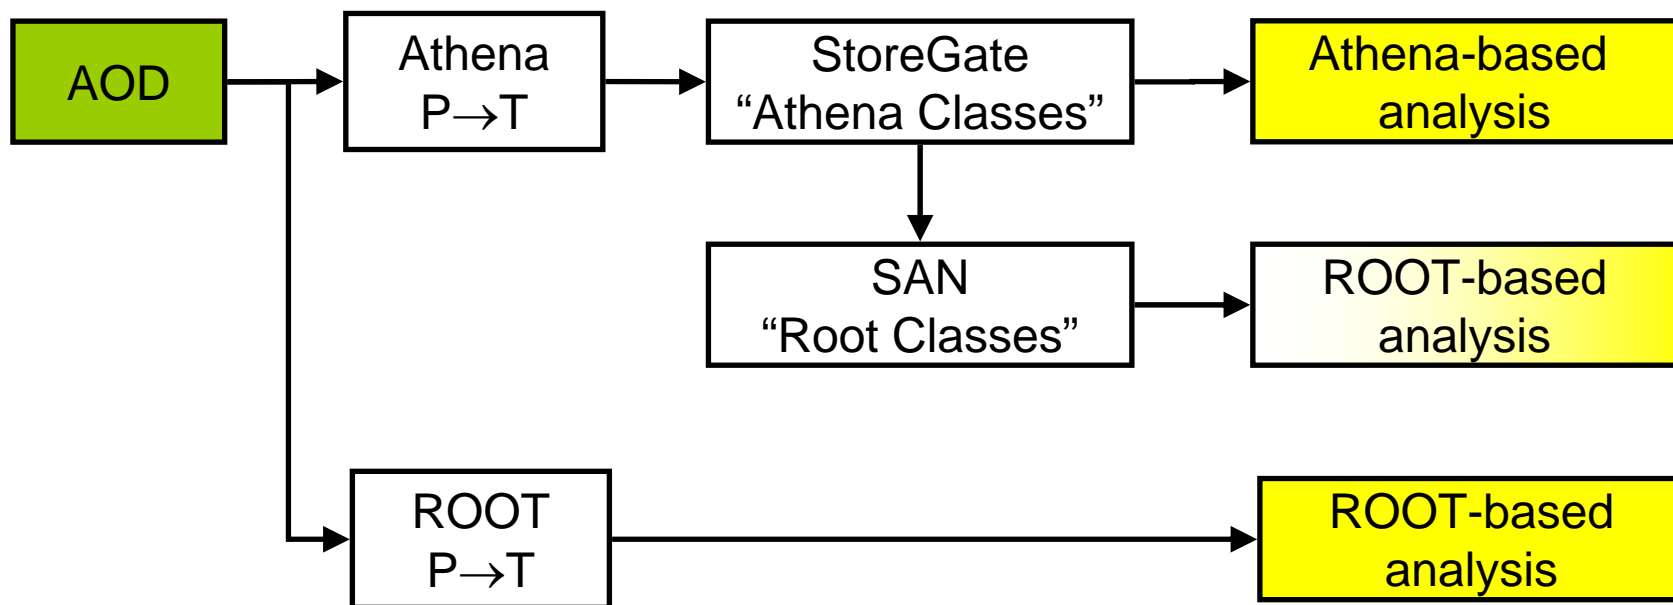 AOD
Athena
P→T
StoreGate
“Athena Classes”
Athena-based
analysis
SAN
“Root Classes”
ROOT-based
analysis
ROOT
P→T
ROOT-based
analysis